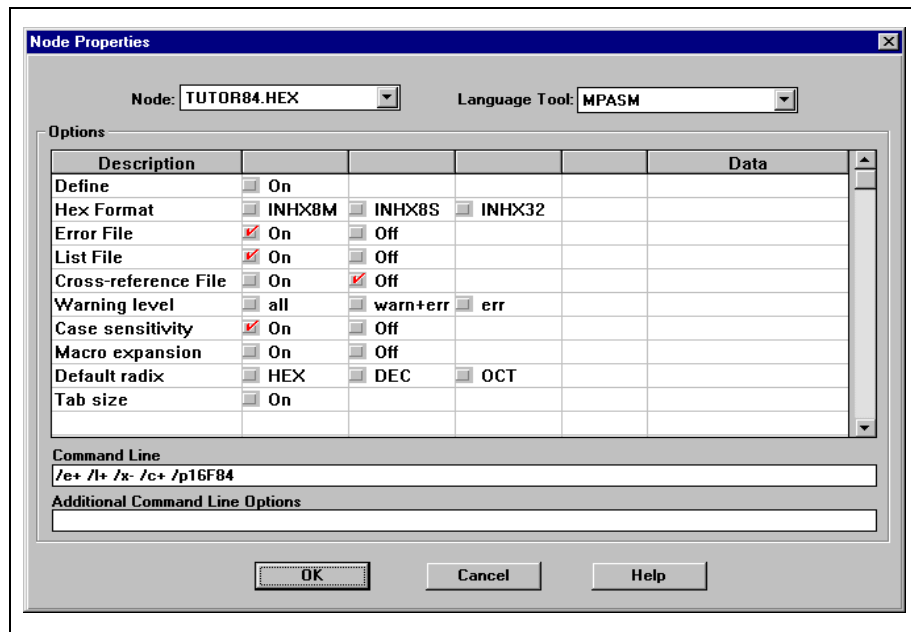 Node Properties
Node: TUTOR84.HEX Language Tool: MPASM
Options
Description Data
Define On
Hex Format INHX8M INHX8S INHX32
Error File On Off
List File On Off
Cross-reference File On Off
Warning level all warn+err err
Case sensitivity On Off
Macro expansion On Off
Default radix HEX DEC OCT
Tab size On
Command Line
/e+ /l+ /x- /c+ /p16F84
Additional Command Line Options
OK Cancel Help